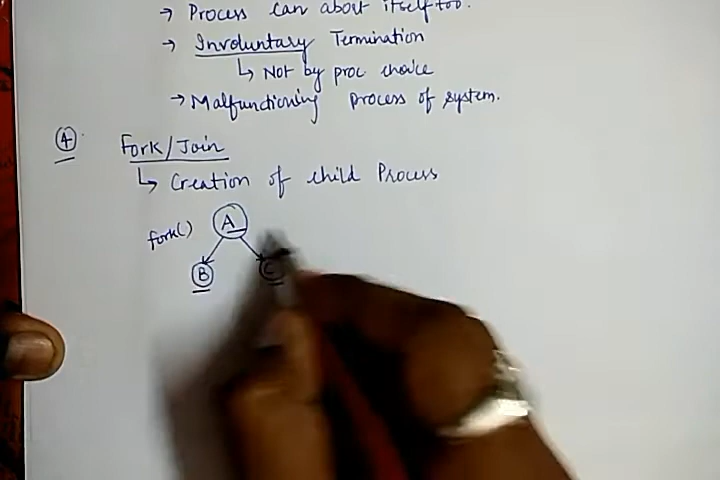 → Process can about itself too.
→ Involuntary Termination
↳ Not by proc choice
→ Malfunctioning process of system.
④ Fork/Join
↳ Creation of child Process
fork() A
B C